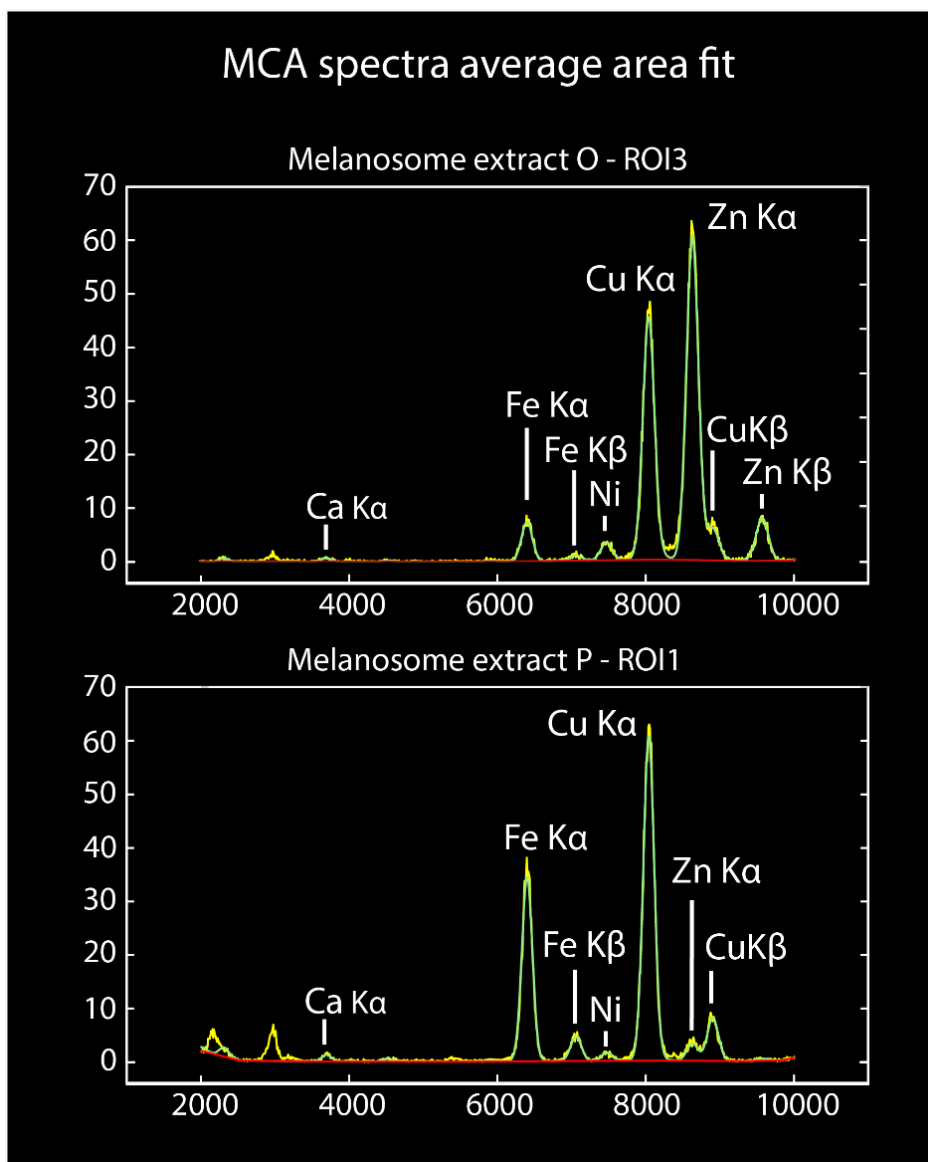 MCA spectra average area fit
Melanosome extract O - ROI3
70
60
50
40
30
20
10
0
Zn Kα
Cu Kα
Fe Kα
Fe Kβ
CuKβ
Ni
Zn Kβ
Ca Kα
2000 4000 6000 8000 10000
Melanosome extract P - ROI1
70
60
50
40
30
20
10
0
Cu Kα
Fe Kα
Zn Kα
Fe Kβ
CuKβ
Ni
Ca Kα
2000 4000 6000 8000 10000